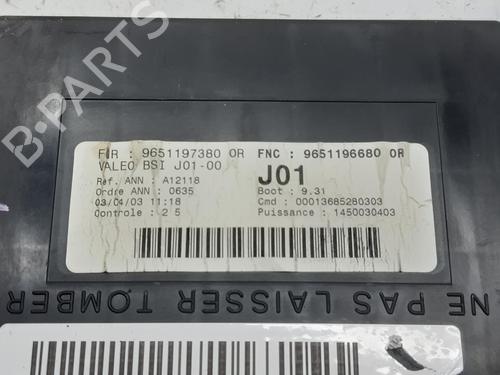 FIR : 9651197380 OR FNC : 9651196680 OR
VALEO BSI J01-00
J01
Ref. ANN : A12118
Ordre ANN : 0635
Boot : 9.31
03/04/03 11:18
Cmd : 00013685280303
Controle : 2 5
Puissance : 1450030403
NE PAS LAISSER TOMBER
B-PARTS